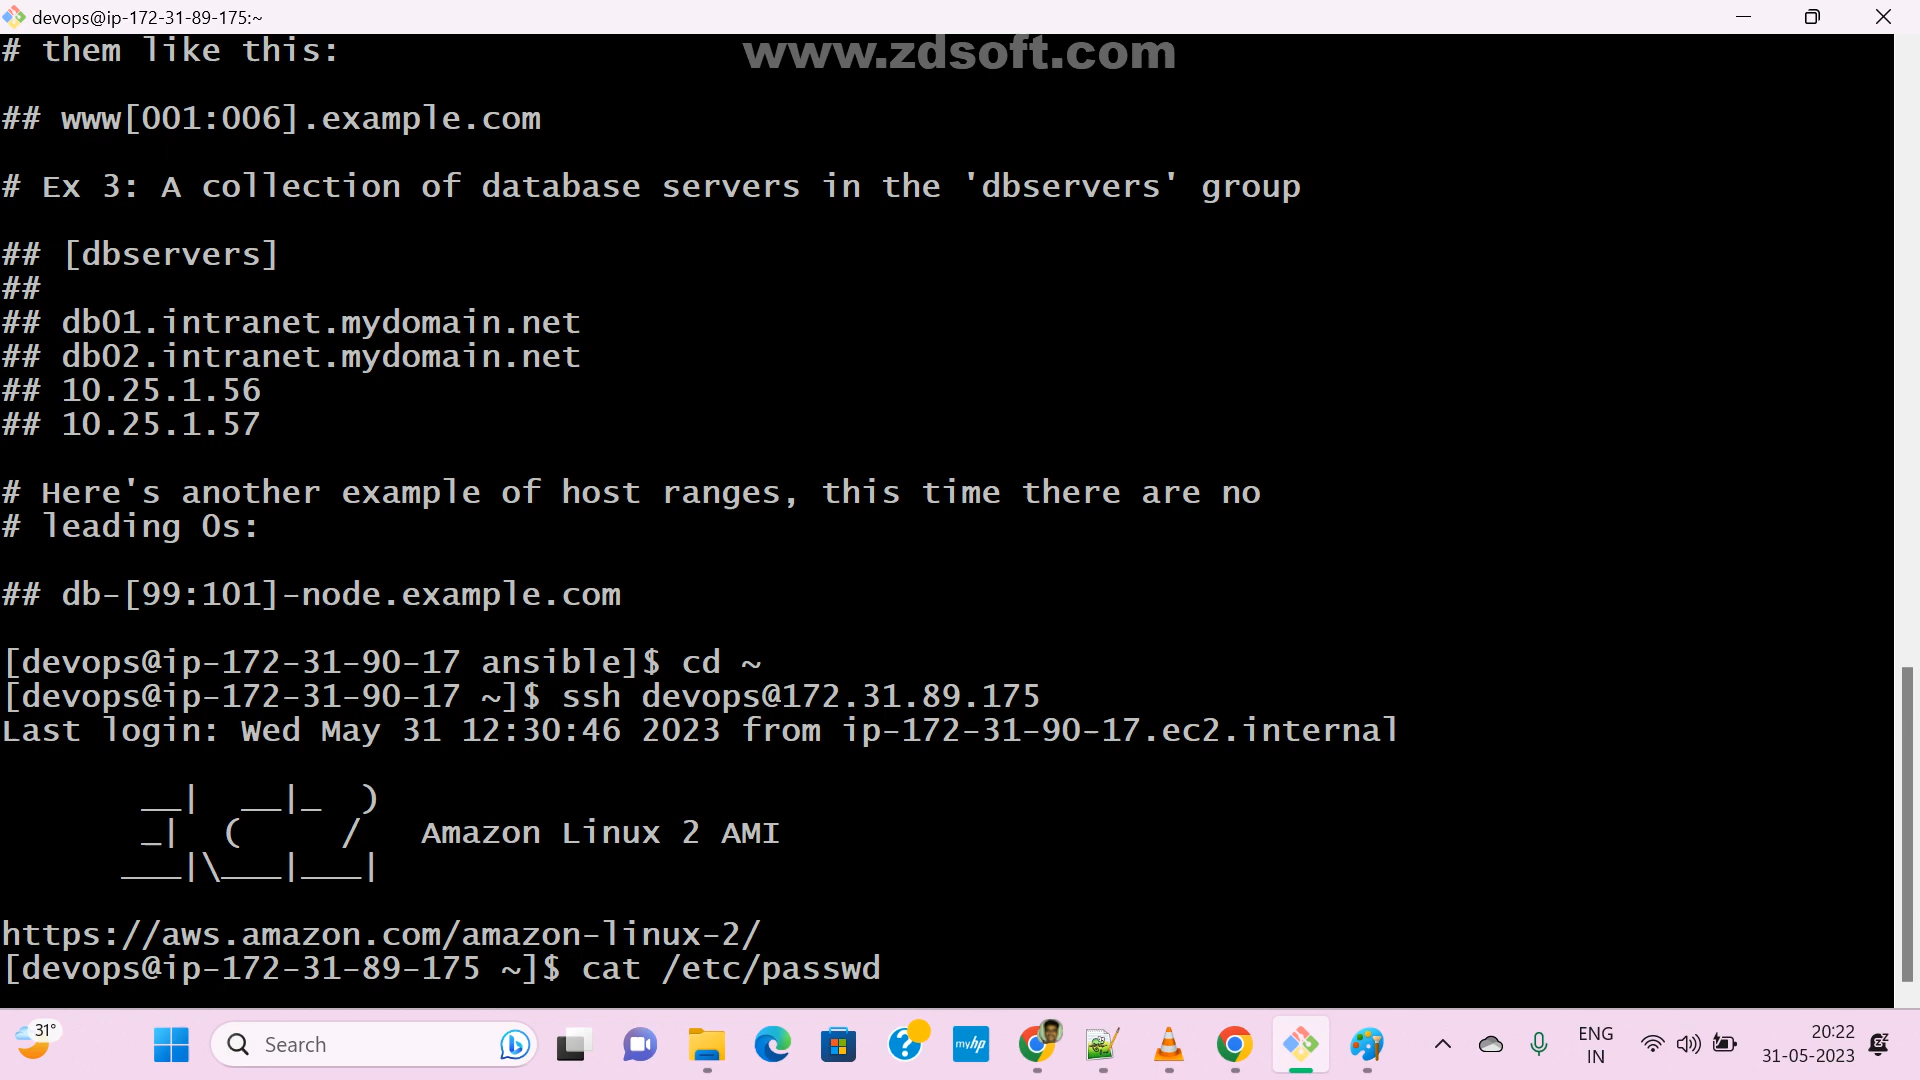 devops@ip-172-31-89-175:~
# them like this:
www.zdsoft.com
## www[001:006].example.com
# Ex 3: A collection of database servers in the 'dbservers' group
## [dbservers]
##
## db01.intranet.mydomain.net
## db02.intranet.mydomain.net
## 10.25.1.56
## 10.25.1.57
# Here's another example of host ranges, this time there are no
# leading 0s:
## db-[99:101]-node.example.com
[devops@ip-172-31-90-17 ansible]$ cd ~
[devops@ip-172-31-90-17 ~]$ ssh devops@172.31.89.175
Last login: Wed May 31 12:30:46 2023 from ip-172-31-90-17.ec2.internal
__|  __|_  )
_|  (     /   Amazon Linux 2 AMI
___|\___|___|
https://aws.amazon.com/amazon-linux-2/
[devops@ip-172-31-89-175 ~]$ cat /etc/passwd
31°
Search
myhp
ENG
IN
20:22
31-05-2023